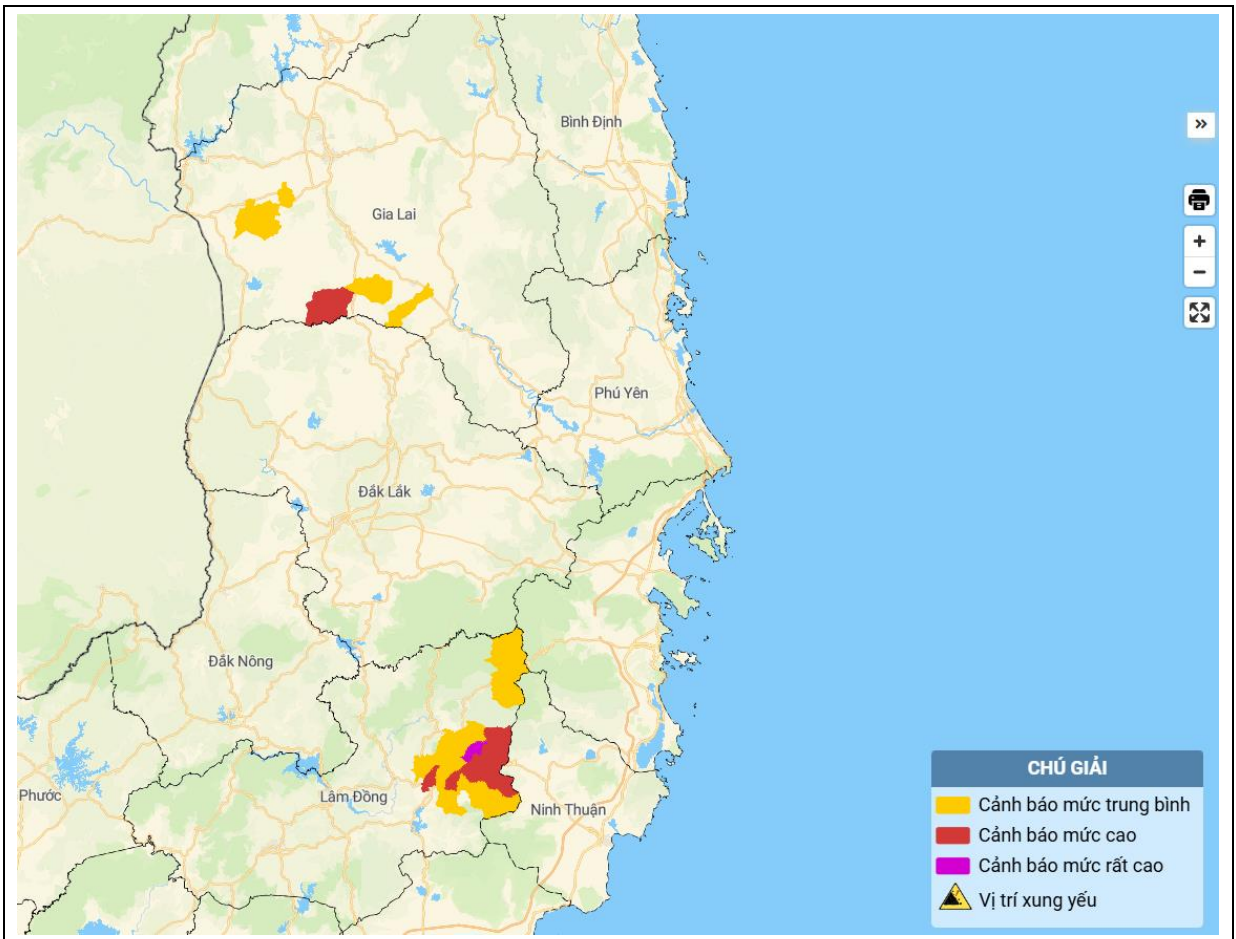 Bình Định
»
Gia Lai
+
−
Phú Yên
Đắk Lắk
Đắk Nông
Phước
Lâm Đồng
Ninh Thuận
CHÚ GIẢI
Cảnh báo mức trung bình
Cảnh báo mức cao
Cảnh báo mức rất cao
Vị trí xung yếu